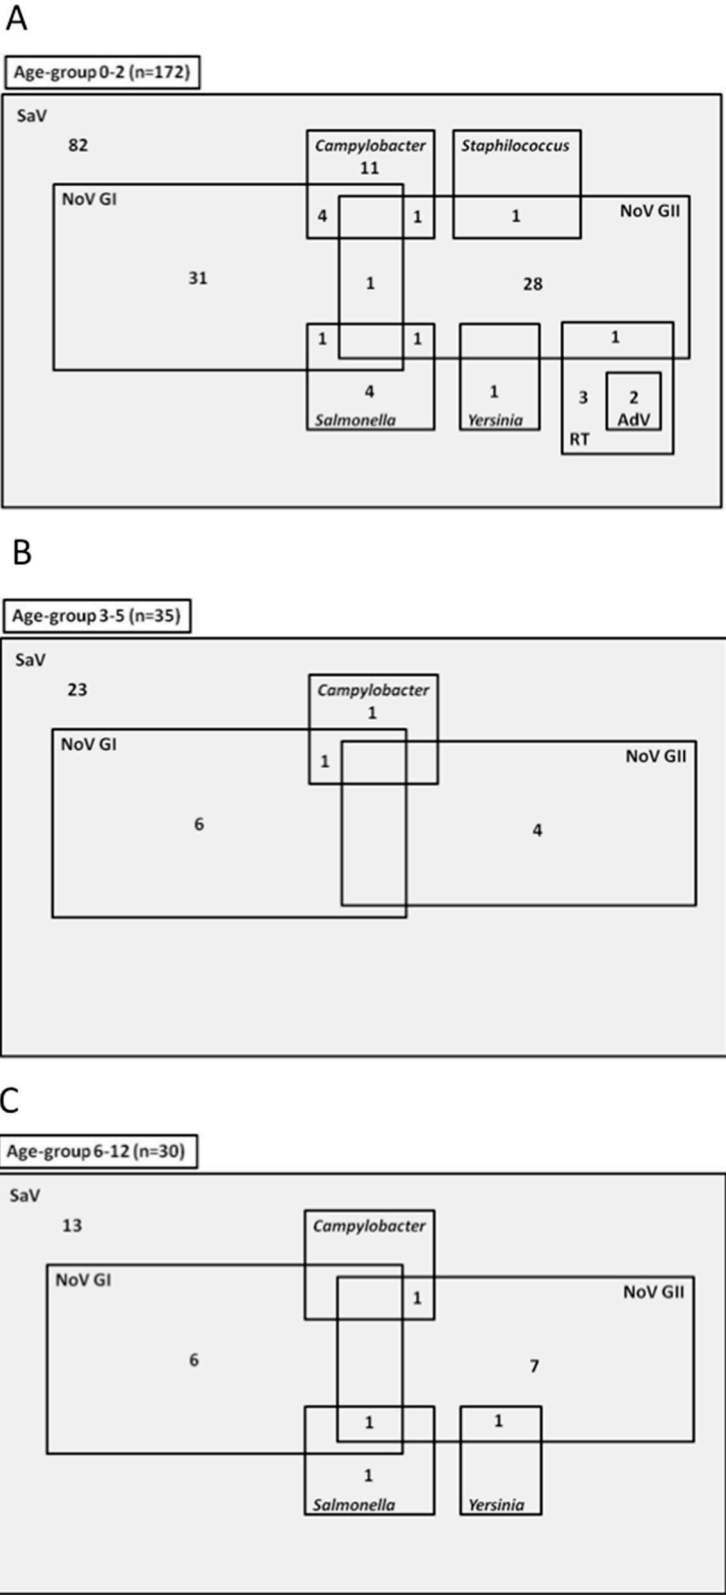 A
Age-group 0-2 (n=172)
SaV
82
Campylobacter
11
Staphilococcus
NoV GI
NoV GII
4
1
1
31
1
28
1
1
1
4
1
3
2
Salmonella
Yersinia
AdV
RT
B
Age-group 3-5 (n=35)
SaV
23
Campylobacter
1
NoV GI
NoV GII
1
6
4
C
Age-group 6-12 (n=30)
SaV
13
Campylobacter
NoV GI
NoV GII
1
6
7
1
1
1
Salmonella
Yersinia